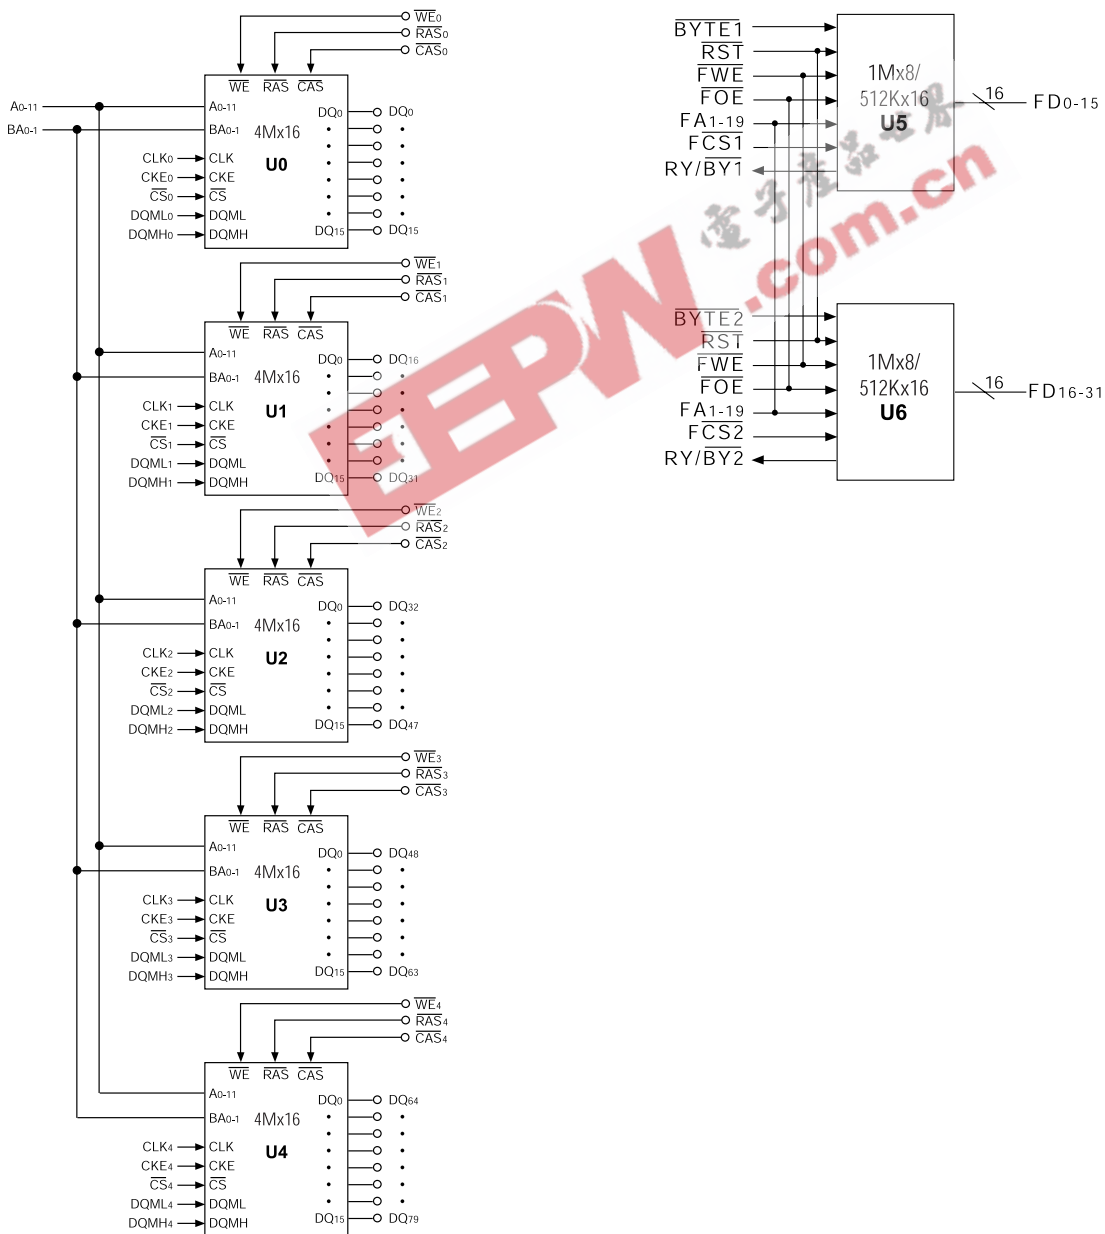 WE0
RAS0
CAS0
WE RAS CAS
A0-11 A0-11 DQ0 DQ0
BA0-1 BA0-1 4Mx16
U0
CLK0 CLK
CKE0 CKE
CS0 CS
DQML0 DQML
DQMH0 DQMH DQ15 DQ15
WE1
RAS1
CAS1
WE RAS CAS
A0-11 DQ0 DQ16
BA0-1 4Mx16
U1
CLK1 CLK
CKE1 CKE
CS1 CS
DQML1 DQML
DQMH1 DQMH DQ15 DQ31
WE2
RAS2
CAS2
WE RAS CAS
A0-11 DQ0 DQ32
BA0-1 4Mx16
U2
CLK2 CLK
CKE2 CKE
CS2 CS
DQML2 DQML
DQMH2 DQMH DQ15 DQ47
WE3
RAS3
CAS3
WE RAS CAS
A0-11 DQ0 DQ48
BA0-1 4Mx16
U3
CLK3 CLK
CKE3 CKE
CS3 CS
DQML3 DQML
DQMH3 DQMH DQ15 DQ63
WE4
RAS4
CAS4
WE RAS CAS
A0-11 DQ0 DQ64
BA0-1 4Mx16
U4
CLK4 CLK
CKE4 CKE
CS4 CS
DQML4 DQML
DQMH4 DQMH DQ15 DQ79
BYTE1
RST
FWE
FOE
FA1-19
FCS1
RY/BY1
1Mx8/
512Kx16
U5
16 FD0-15
BYTE2
RST
FWE
FOE
FA1-19
FCS2
RY/BY2
1Mx8/
512Kx16
U6
16 FD16-31
電子產品世界
EEPW.com.cn